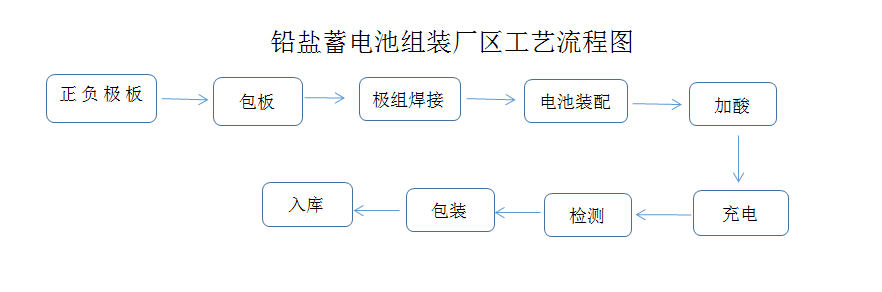 铅盐蓄电池组装厂区工艺流程图
正负极板
包板
极组焊接
电池装配
加酸
充电
检测
包装
入库